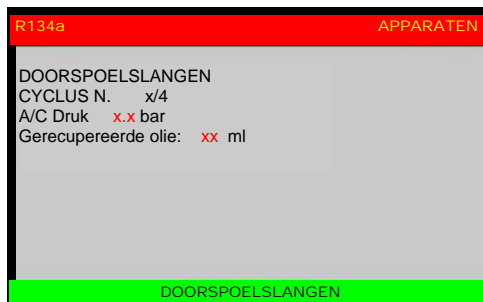 R134a APPARATEN
DOORSPOELSLANGEN
CYCLUS N. x/4
A/C Druk x.x bar
Gerecupereerde olie: xx ml
DOORSPOELSLANGEN